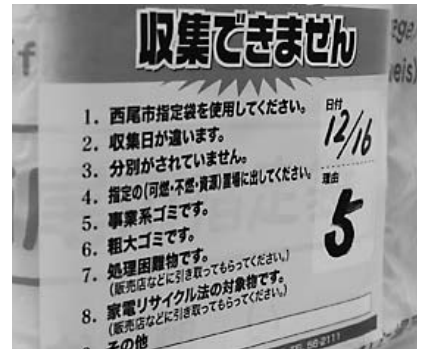 収集できません
1. 西尾市指定袋を使用してください。
2. 収集日が違います。
3. 分別がされていません。
4. 指定の(可燃・不燃・資源)置場に出してください。
5. 事業系ゴミです。
6. 粗大ゴミです。
7. 処理困難物です。
(販売店などに引き取ってもらってください。)
8. 家電リサイクル法の対象物です。
(販売店などに引き取ってもらってください。)
その他
日付
12/16
理由
5
TEL 56-2111